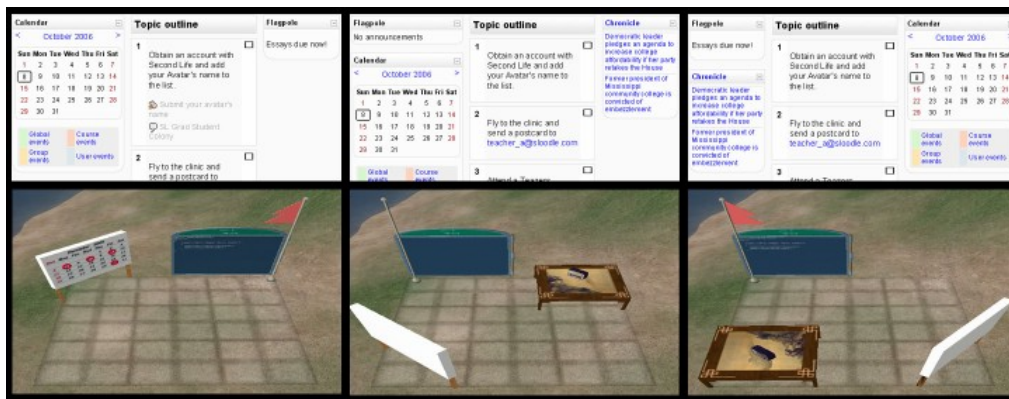 Calendar
< October 2006 >
Sun Mon Tue Wed Thu Fri Sat
1 2 3 4 5 6 7
8 9 10 11 12 13 14
15 16 17 18 19 20 21
22 23 24 25 26 27 28
29 30 31
Global events
Course events
Group events
User events
Topic outline
1
Obtain an account with
Second Life and add
your Avatar's name to
the list.
Submit your avatar's
name
SL Grad Student
Colony
2
Fly to the clinic and
send a postcard to
Flagpole
Essays due now!
Flagpole
No announcements
Calendar
< October 2006 >
Sun Mon Tue Wed Thu Fri Sat
1 2 3 4 5 6 7
8 9 10 11 12 13 14
15 16 17 18 19 20 21
22 23 24 25 26 27 28
29 30 31
Global
Course
Topic outline
1
Obtain an account with
Second Life and add
your Avatar's name to
the list.
2
Fly to the clinic and
send a postcard to
teacher_a@sloodle.com
3
Chronicle
Democratic leader
pledges an agenda to
increase college
affordability if her party
retakes the House
Former president of
Mississippi
community college is
convicted of
embezzlement
Flagpole
Essays due now!
Chronicle
Democratic leader
pledges an agenda to
increase college
affordability if her party
retakes the House
Former president of
Mississippi
community college is
convicted of
embezzlement
Topic outline
1
Obtain an account with
Second Life and add
your Avatar's name to
the list.
2
Fly to the clinic and
send a postcard to
teacher_a@sloodle.com
3
Calendar
< October 2006
Sun Mon Tue Wed Thu Fri Sat
1 2 3 4 5 6 7
8 9 10 11 12 13 14
15 16 17 18 19 20 21
22 23 24 25 26 27 28
29 30 31
Global events
Course events
Group events
User events